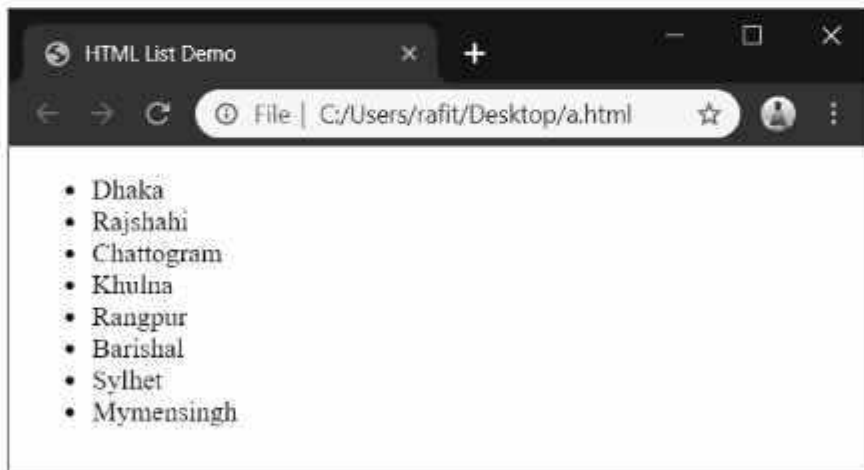 HTML List Demo
File | C:/Users/rafit/Desktop/a.html
Dhaka
Rajshahi
Chattogram
Khulna
Rangpur
Barishal
Sylhet
Mymensingh